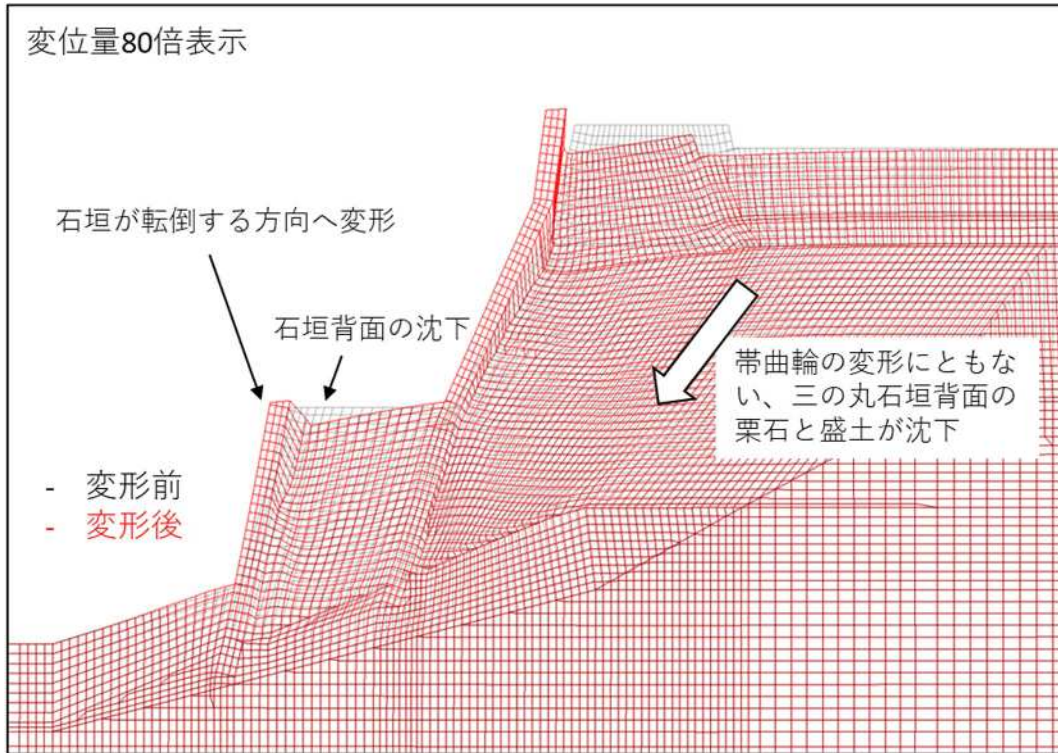 変位量80倍表示
石垣が転倒する方向へ変形
石垣背面の沈下
帯曲輪の変形にともな
い、三の丸石垣背面の
栗石と盛土が沈下
- 変形前
- 変形後